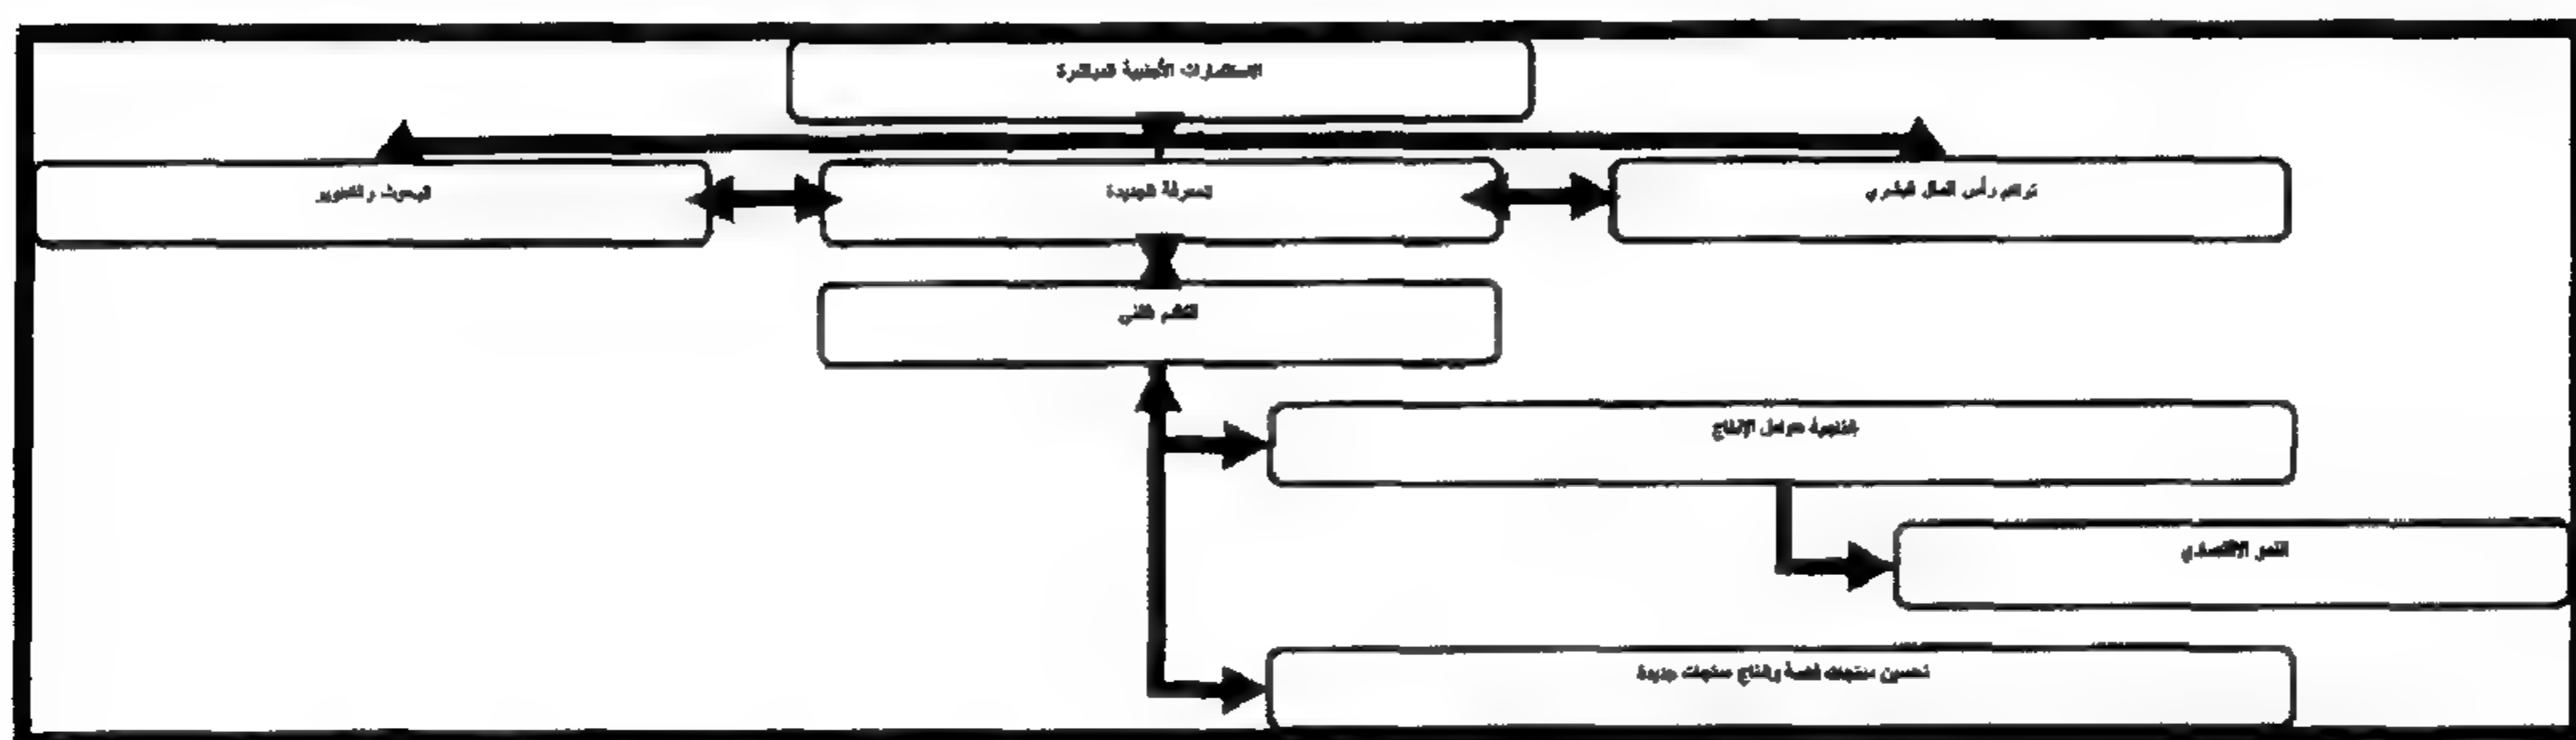 الاستثمارات الأجنبية المباشرة
تراكم رأس المال البشري
المعرفة الجديدة
البحوث والتطوير
التقدم التقني
إنتاجية عوامل الإنتاج
النمو الاقتصادي
تحسين منتجات قائمة وإنتاج منتجات جديدة